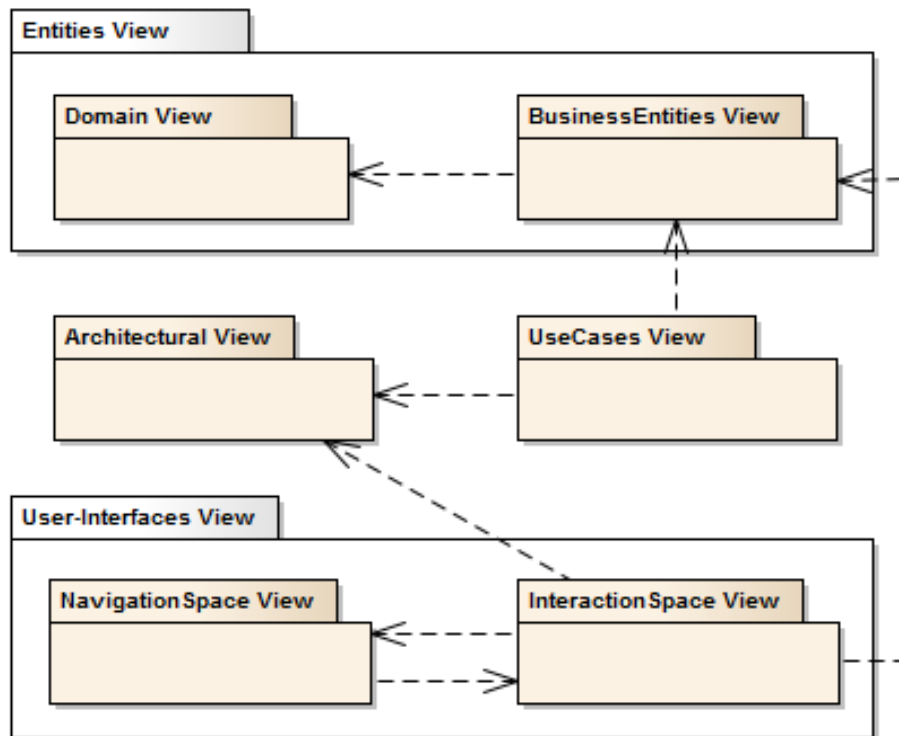 Entities View
Domain View
BusinessEntities View
Architectural View
UseCases View
User-Interfaces View
NavigationSpace View
InteractionSpace View